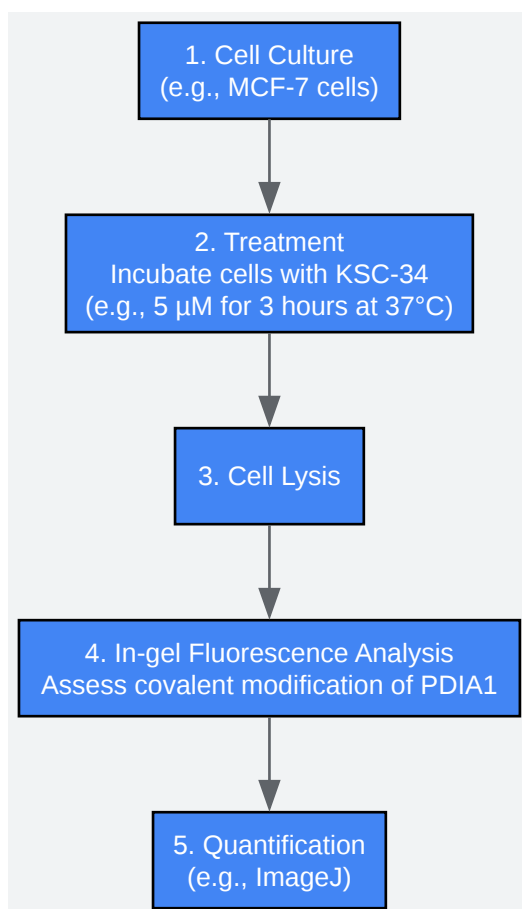 1. Cell Culture
(e.g., MCF-7 cells)
2. Treatment
Incubate cells with KSC-34
(e.g., 5 µM for 3 hours at 37°C)
3. Cell Lysis
4. In-gel Fluorescence Analysis
Assess covalent modification of PDIA1
5. Quantification
(e.g., ImageJ)